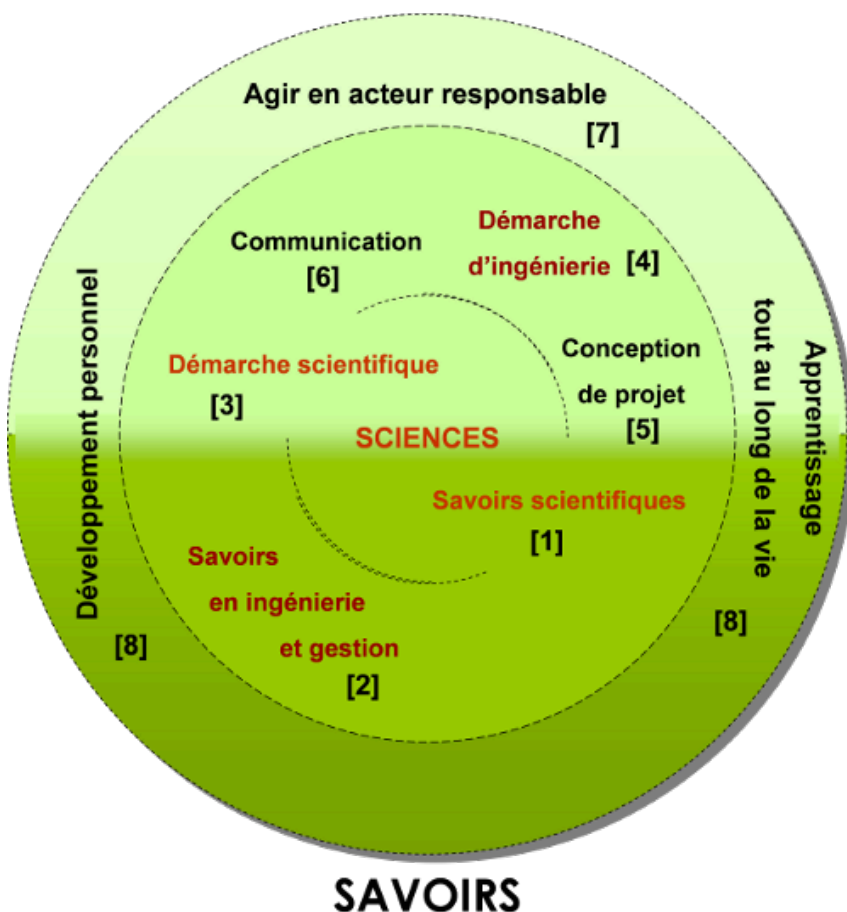 Agir en acteur responsable
[7]
Démarche
d'ingénierie [4]
Communication
[6]
Développement personnel
[8]
Démarche scientifique
[3]
Conception
de projet
[5]
SCIENCES
Apprentissage
tout au long de la vie
[8]
Savoirs scientifiques
[1]
Savoirs
en ingénierie
et gestion
[2]
SAVOIRS